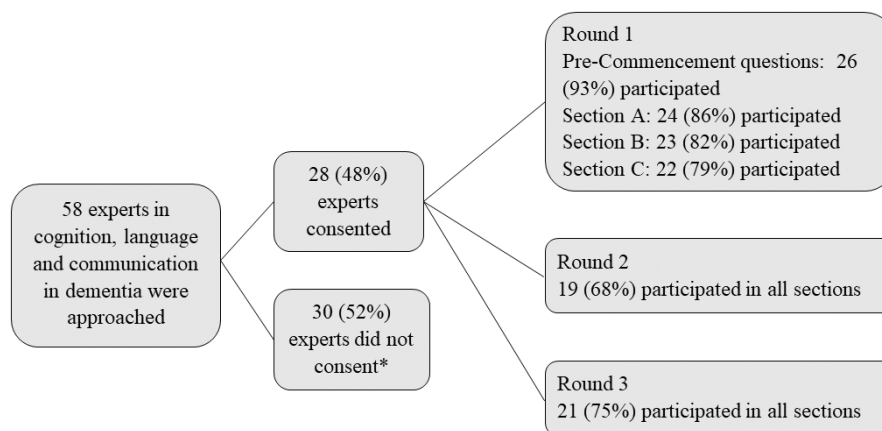 58 experts in
cognition, language
and communication
in dementia were
approached
28 (48%)
experts
consented
30 (52%)
experts did not
consent*
Round 1
Pre-Commencement questions: 26
(93%) participated
Section A: 24 (86%) participated
Section B: 23 (82%) participated
Section C: 22 (79%) participated
Round 2
19 (68%) participated in all sections
Round 3
21 (75%) participated in all sections